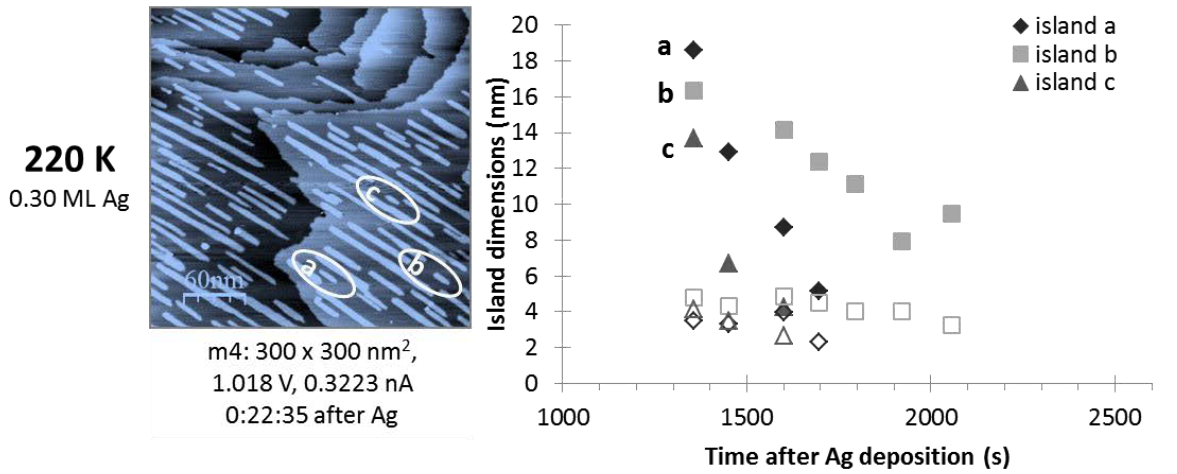 220 K
0.30 ML Ag
a
b
c
60nm
m4: 300 x 300 nm²,
1.018 V, 0.3223 nA
0:22:35 after Ag
Island dimensions (nm)
20
18
16
14
12
10
8
6
4
2
0
a
b
c
island a
island b
island c
1000
1500
2000
2500
Time after Ag deposition (s)